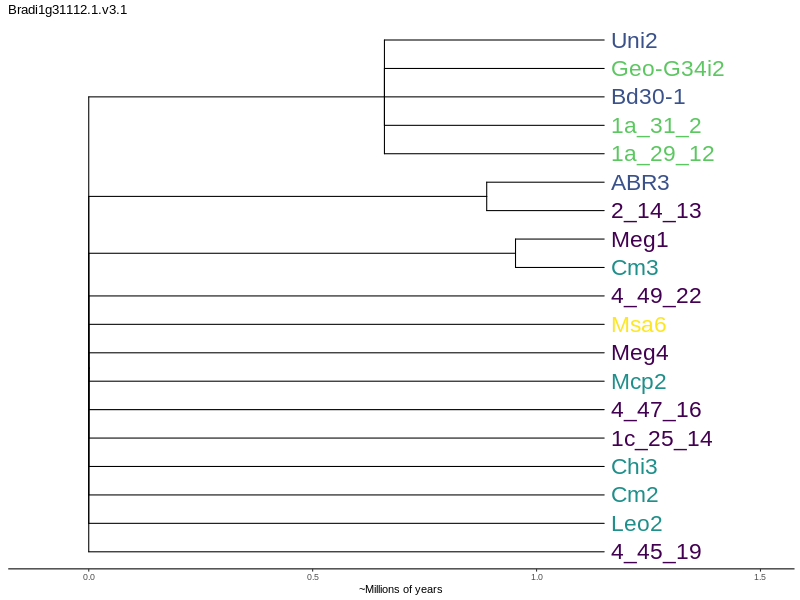 Bradi1g31112.1.v3.1
Uni2
Geo-G34i2
Bd30-1
1a_31_2
1a_29_12
ABR3
2_14_13
Meg1
Cm3
4_49_22
Msa6
Meg4
Mcp2
4_47_16
1c_25_14
Chi3
Cm2
Leo2
4_45_19
0.0 0.5 1.0 1.5
~Millions of years